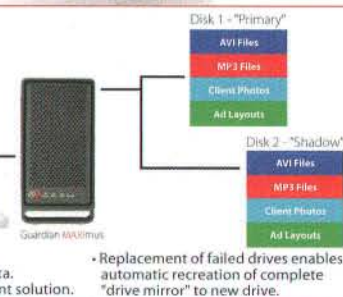 Disk 1 - "Primary"
AVI Files
MP3 Files
Client Photos
Ad Layouts
Disk 2 - "Shadow"
AVI Files
MP3 Files
Client Photos
Ad Layouts
Guardian MAXimus
ta.
nt solution.
• Replacement of failed drives enables
automatic recreation of complete
"drive mirror" to new drive.